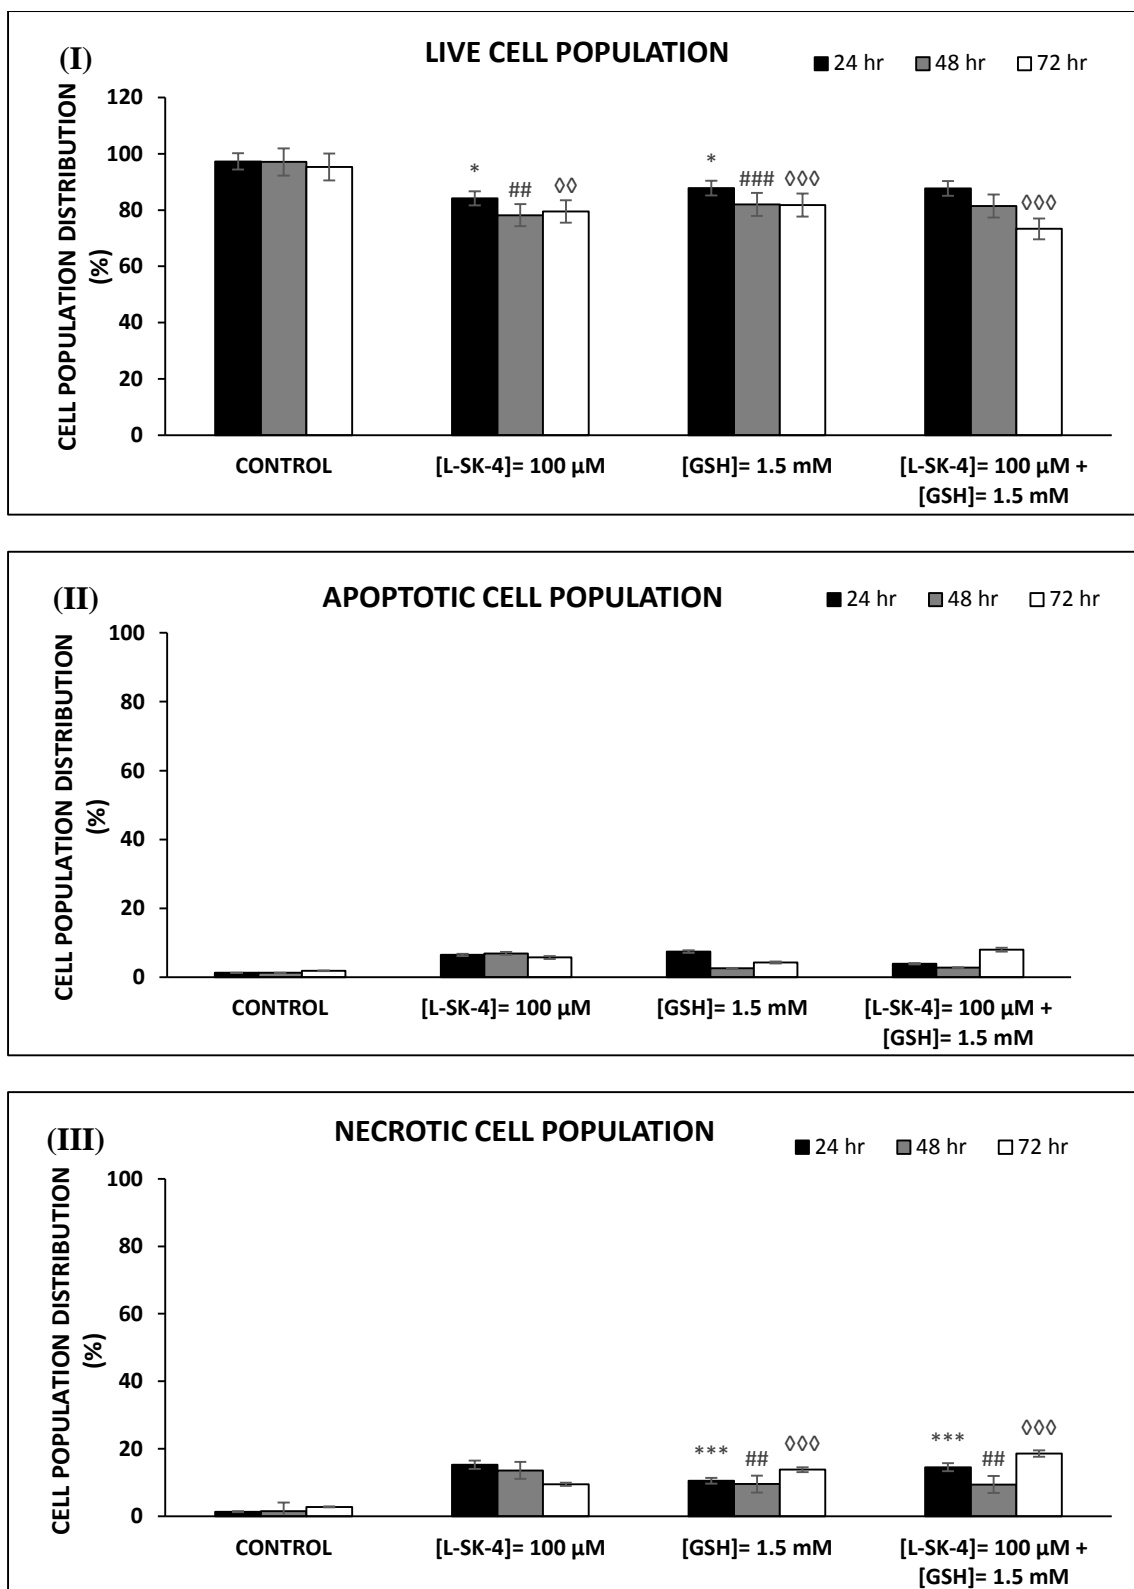 (I)
LIVE CELL POPULATION
24 hr 48 hr 72 hr
CELL POPULATION DISTRIBUTION
(%)
120
100
80
60
40
20
0
* ## ◊◊
* ### ◊◊◊
◊◊◊
CONTROL [L-SK-4]= 100 µM [GSH]= 1.5 mM [L-SK-4]= 100 µM +
[GSH]= 1.5 mM
(II)
APOPTOTIC CELL POPULATION
24 hr 48 hr 72 hr
CELL POPULATION DISTRIBUTION
(%)
100
80
60
40
20
0
CONTROL [L-SK-4]= 100 µM [GSH]= 1.5 mM [L-SK-4]= 100 µM +
[GSH]= 1.5 mM
(III)
NECROTIC CELL POPULATION
24 hr 48 hr 72 hr
CELL POPULATION DISTRIBUTION
(%)
100
80
60
40
20
0
*** ## ◊◊◊
*** ## ◊◊◊
CONTROL [L-SK-4]= 100 µM [GSH]= 1.5 mM [L-SK-4]= 100 µM +
[GSH]= 1.5 mM